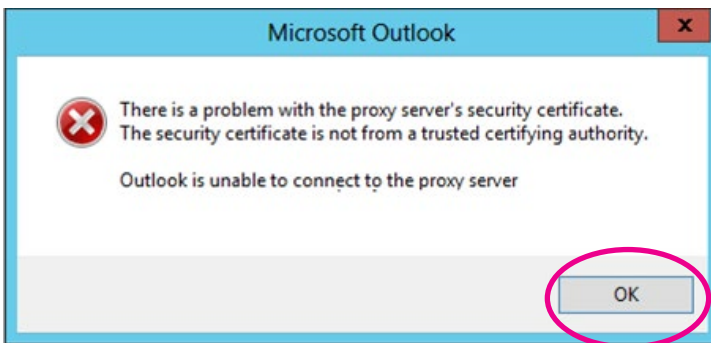 Microsoft Outlook
x
There is a problem with the proxy server's security certificate.
The security certificate is not from a trusted certifying authority.
Outlook is unable to connect to the proxy server
OK